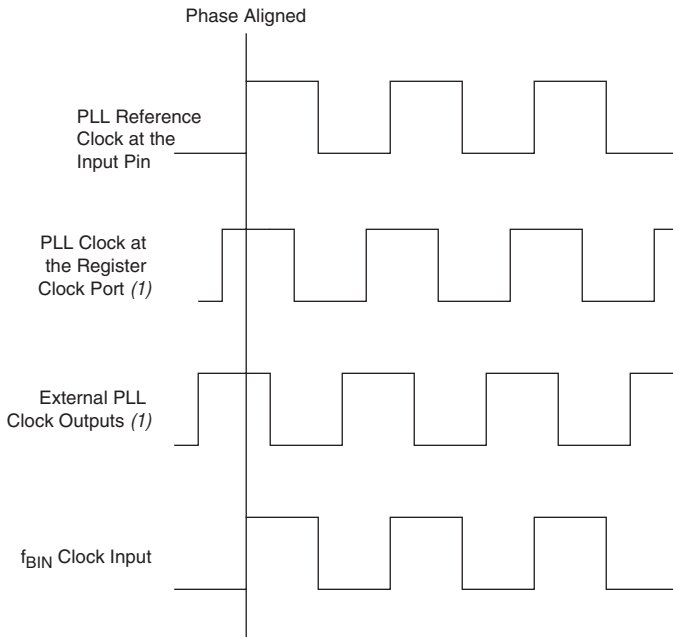 Phase Aligned
PLL Reference
Clock at the
Input Pin
PLL Clock at
the Register
Clock Port (1)
External PLL
Clock Outputs (1)
fBIN Clock Input